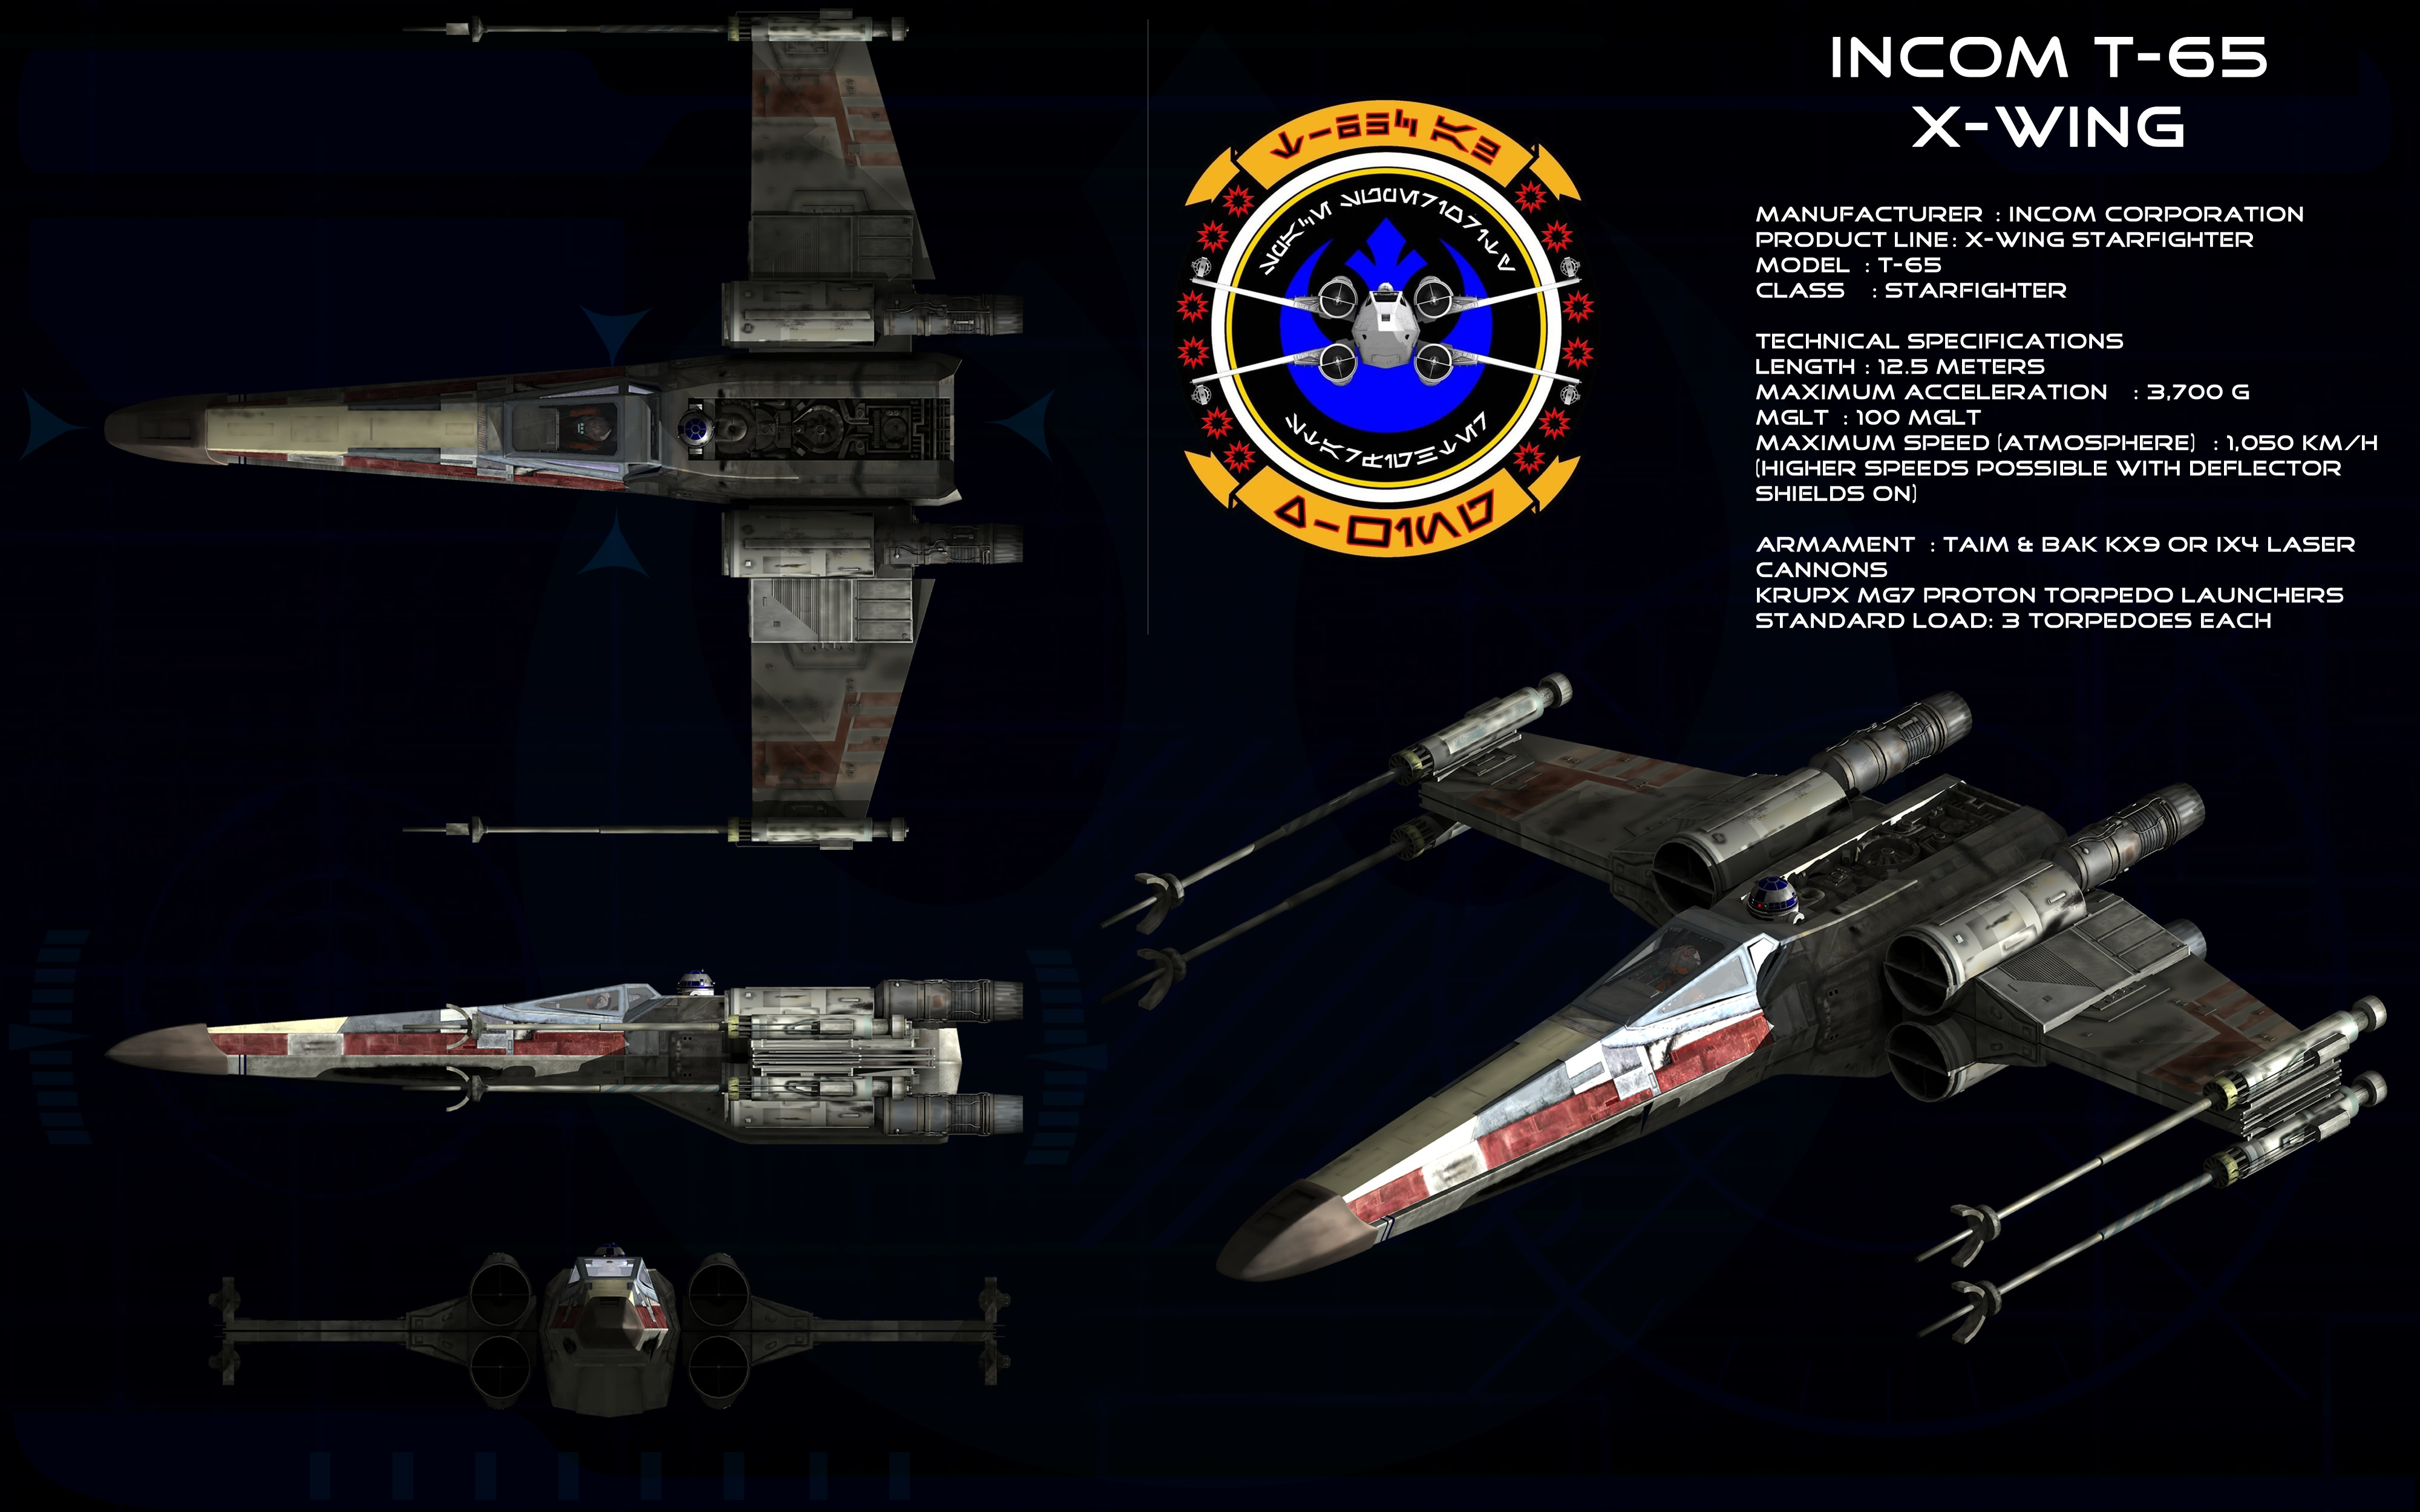 INCOM T-65
X-WING
MANUFACTURER : INCOM CORPORATION
PRODUCT LINE: X-WING STARFIGHTER
MODEL : T-65
CLASS : STARFIGHTER
TECHNICAL SPECIFICATIONS
LENGTH : 12.5 METERS
MAXIMUM ACCELERATION : 3,700 G
MGLT : 100 MGLT
MAXIMUM SPEED (ATMOSPHERE) : 1,050 KM/H
(HIGHER SPEEDS POSSIBLE WITH DEFLECTOR
SHIELDS ON)
ARMAMENT : TAIM & BAK KX9 OR IX4 LASER
CANNONS
KRUPX MG7 PROTON TORPEDO LAUNCHERS
STANDARD LOAD: 3 TORPEDOES EACH